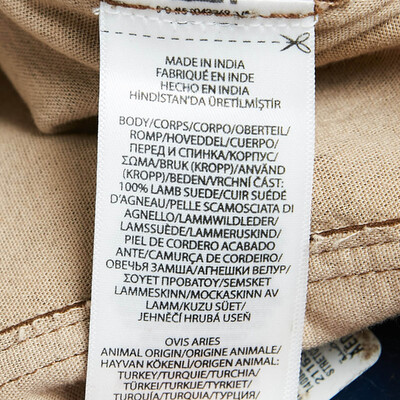 MADE IN INDIA
FABRIQUÉ EN INDE
HECHO EN INDIA
HİNDİSTAN'DA ÜRETİLMİŞTİR
BODY/CORPS/CORPO/OBERTEIL/
ROMP/HOVEDDEL/CUERPO/
ПЕРЕД И СПИНКА/КОРПУС/
ΣΩΜΑ/BRUK (KROPP)/ANVÄND
(KROPP)/BEDEN/VRCHNÍ ČÁST:
100% LAMB SUEDE/CUIR SUÉDÉ
D'AGNEAU/PELLE SCAMOSCIATA DI
AGNELLO/LAMMWILDLEDER/
LAMSSUÈDE/LAMMERUSKIND/
PIEL DE CORDERO ACABADO
ANTE/CAMURÇA DE CORDEIRO/
ОВЕЧЬЯ ЗАМША/АГНЕШКИ ВЕЛУР/
ΣΟΥΕΤ ΠΡΟΒΑΤΟΥ/SEMSKET
LAMMESKINN/MOCKASKINN AV
LAMM/KUZU SÜET/
JEHNĚČÍ HRUBÁ USEŇ
OVIS ARIES
ANIMAL ORIGIN/ORIGINE ANIMALE/
HAYVAN KÖKENLİ/ORIGEN ANIMAL:
TURKEY/TURQUIE/TURCHIA/
TÜRKEI/TURKIJE/TYRKIET/
TURQUÍA/TURQUIA/ТУРЦИЯ/